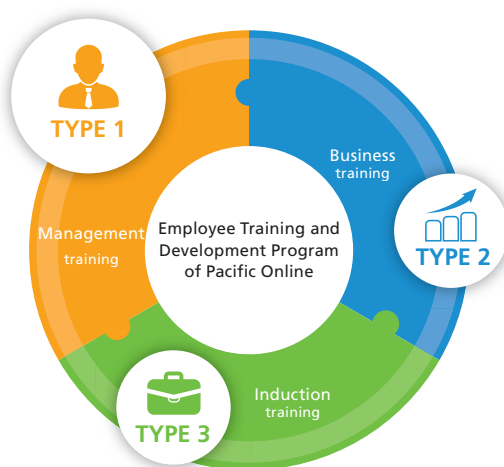 TYPE 1
Business
training
Management
training
Employee Training and
Development Program
of Pacific Online
TYPE 2
Induction
training
TYPE 3